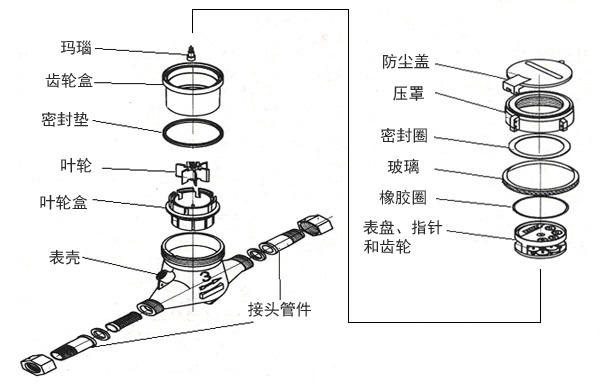 玛瑙
齿轮盒
密封垫
叶轮
叶轮盒
表壳
3
接头管件
防尘盖
压罩
密封圈
玻璃
橡胶圈
表盘、指针
和齿轮